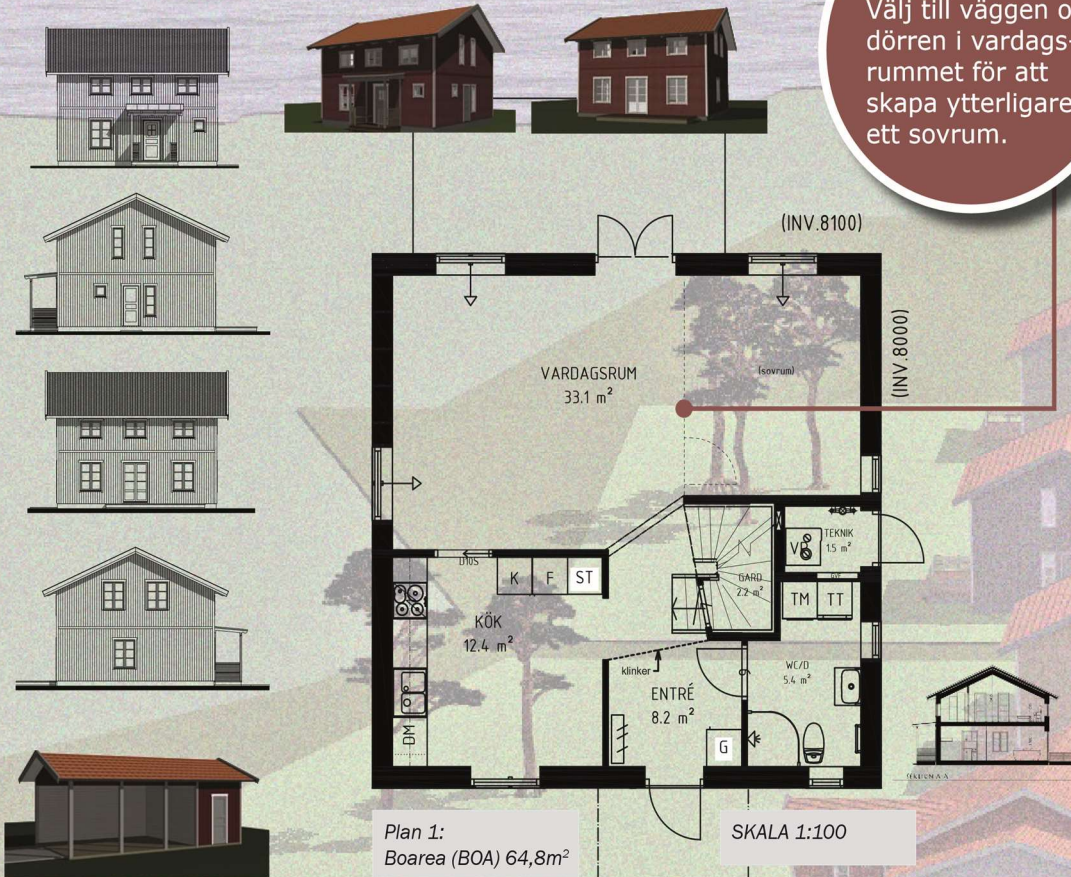 Välj till väggen o
dörren i vardags-
rummet för att
skapa ytterligare
ett sovrum.
(INV.8100)
(INV.8000)
VARDAGSRUM
33.1 m²
(sovrum)
TEKNIK
1.5 m²
VP
D10S
K F ST
GARD
2.2 m²
TM TT
KÖK
12.4 m²
klinker
9
WC/D
5.4 m²
ENTRÉ
8.2 m²
G
DM
Plan 1:
Boarea (BOA) 64,8m²
SKALA 1:100